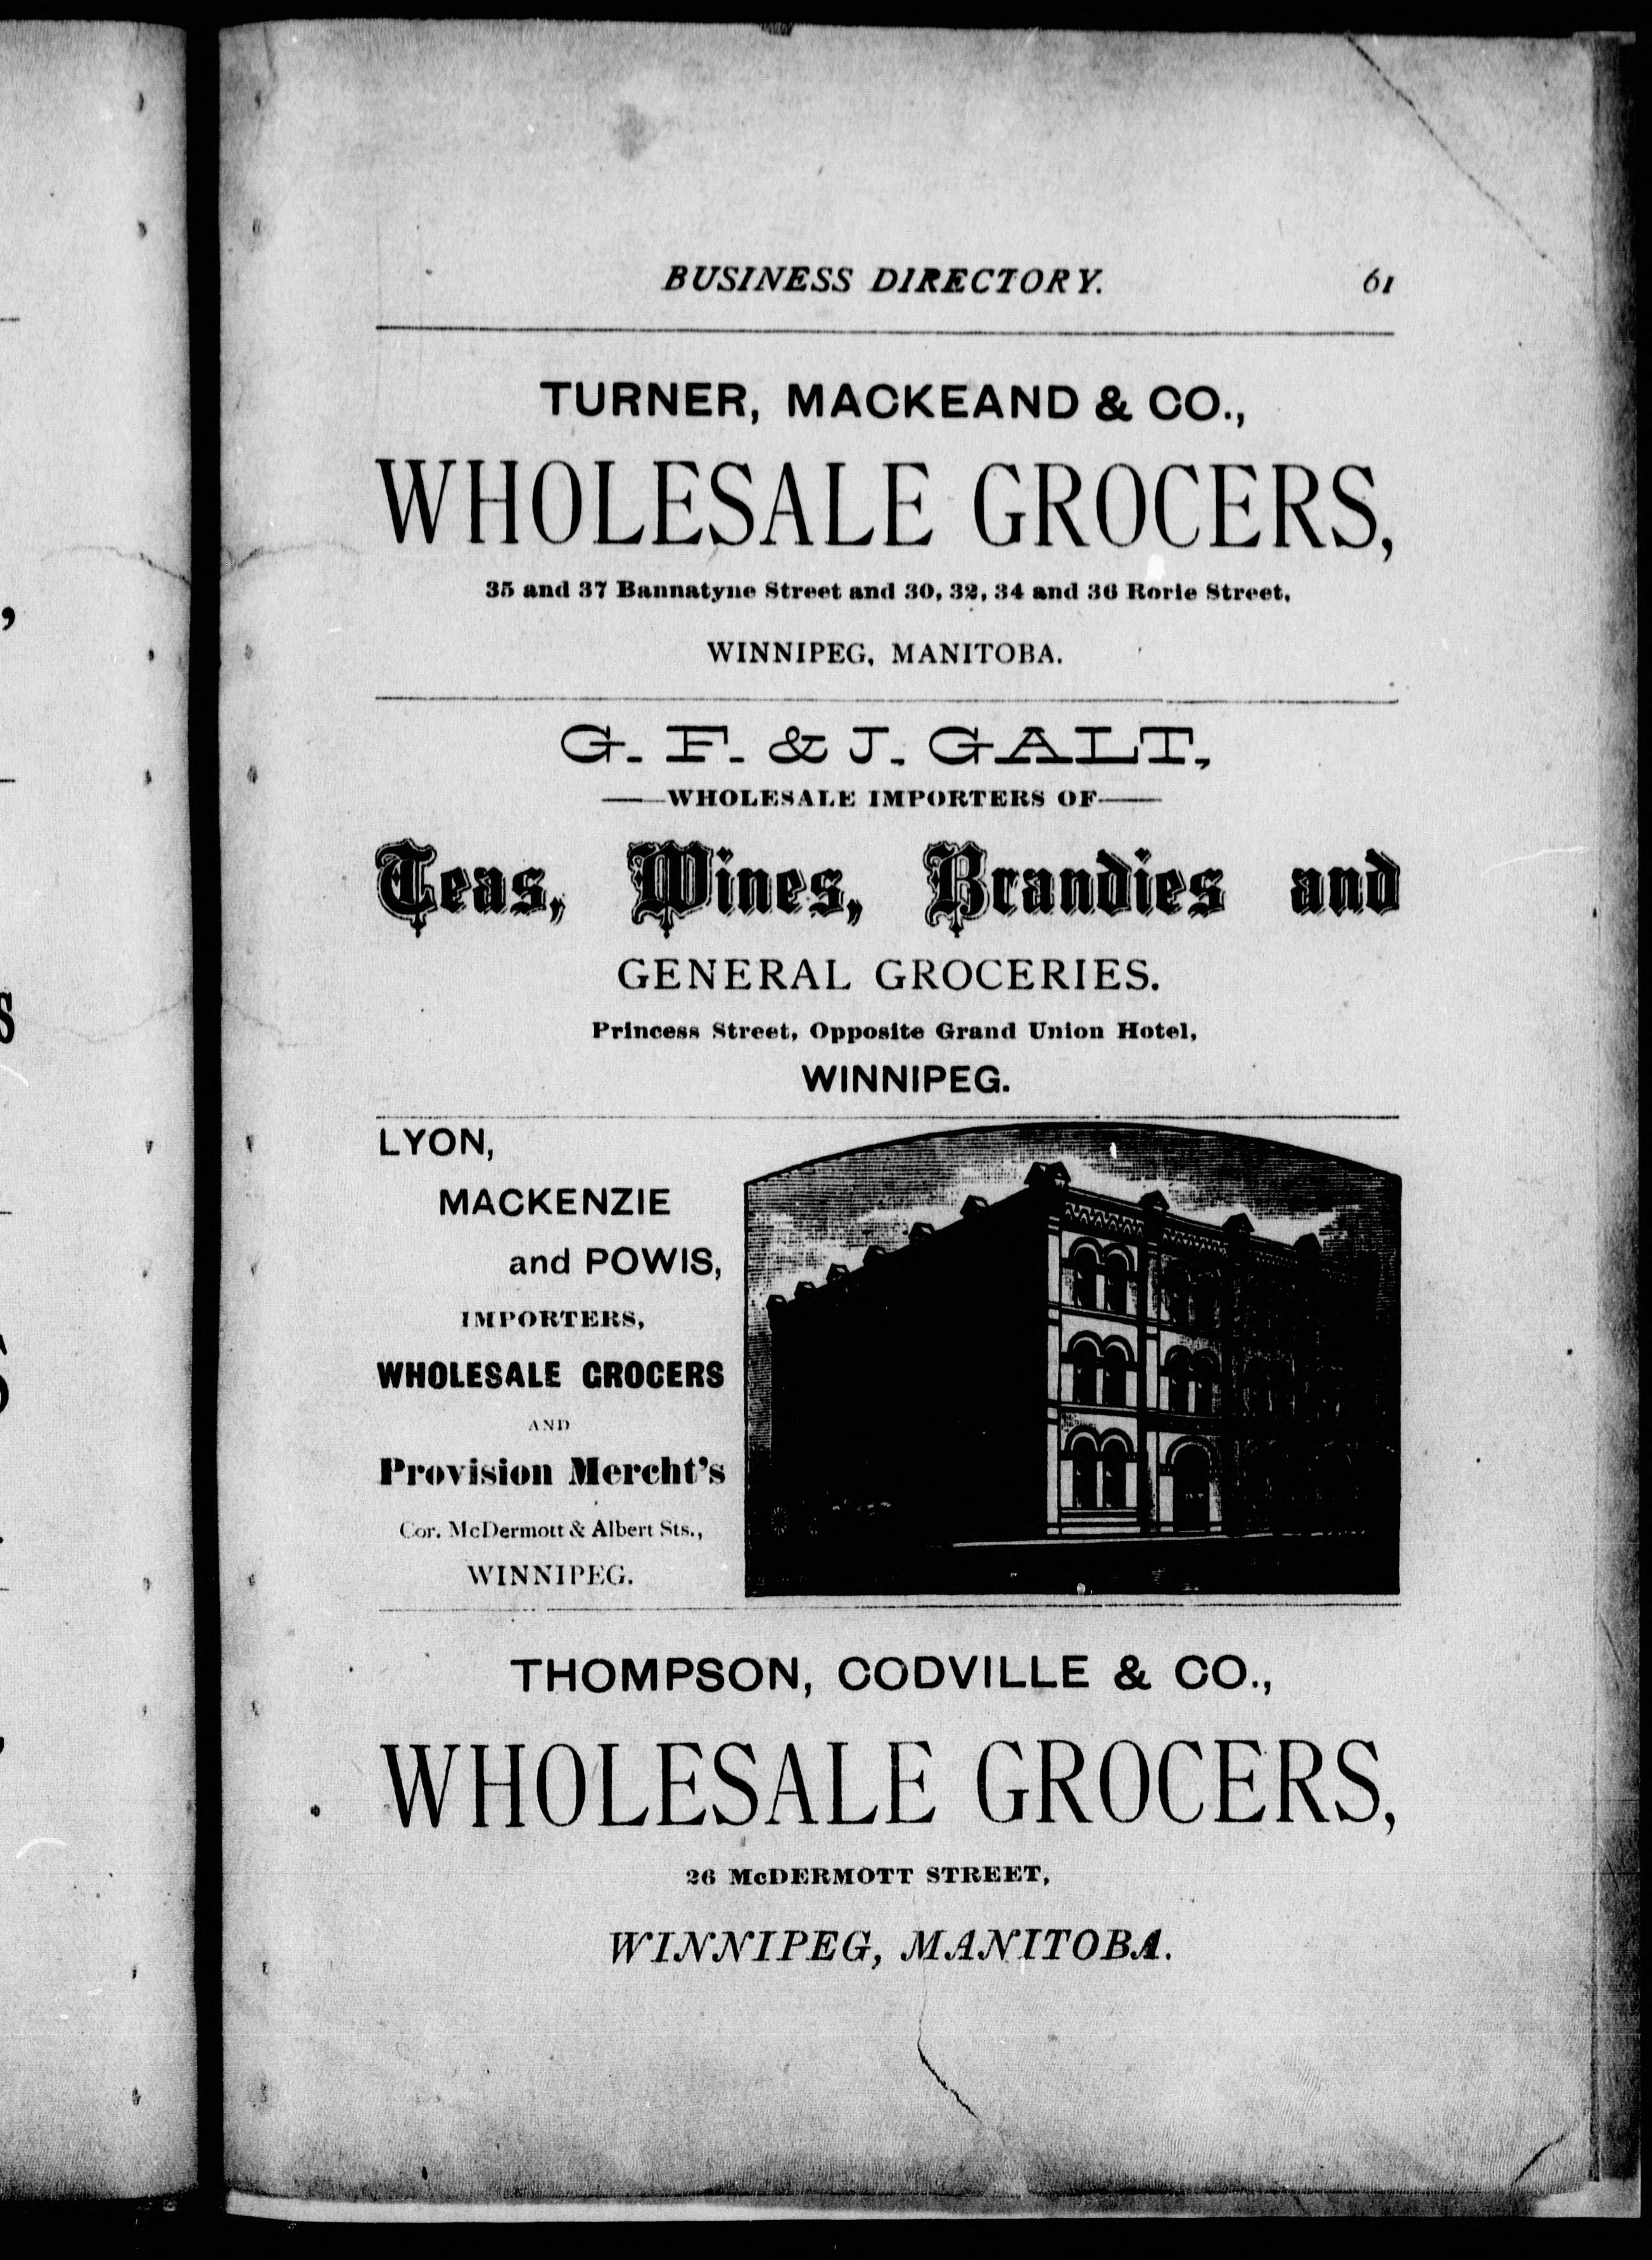 BUSINESS DIRECTORY. 61
TURNER, MACKEAND & CO.,
WHOLESALE GROCERS,
35 and 37 Bannatyne Street and 30, 32, 34 and 36 Rorie Street,
WINNIPEG, MANITOBA.
G. F. & J. GALT,
WHOLESALE IMPORTERS OF
Teas, Wines, Brandies and
GENERAL GROCERIES.
Princess Street, Opposite Grand Union Hotel,
WINNIPEG.
LYON,
MACKENZIE
and POWIS,
IMPORTERS,
WHOLESALE GROCERS
AND
Provision Mercht's
Cor. McDermott & Albert Sts.,
WINNIPEG.
THOMPSON, CODVILLE & CO.,
WHOLESALE GROCERS,
26 McDERMOTT STREET,
WINNIPEG, MANITOBA.